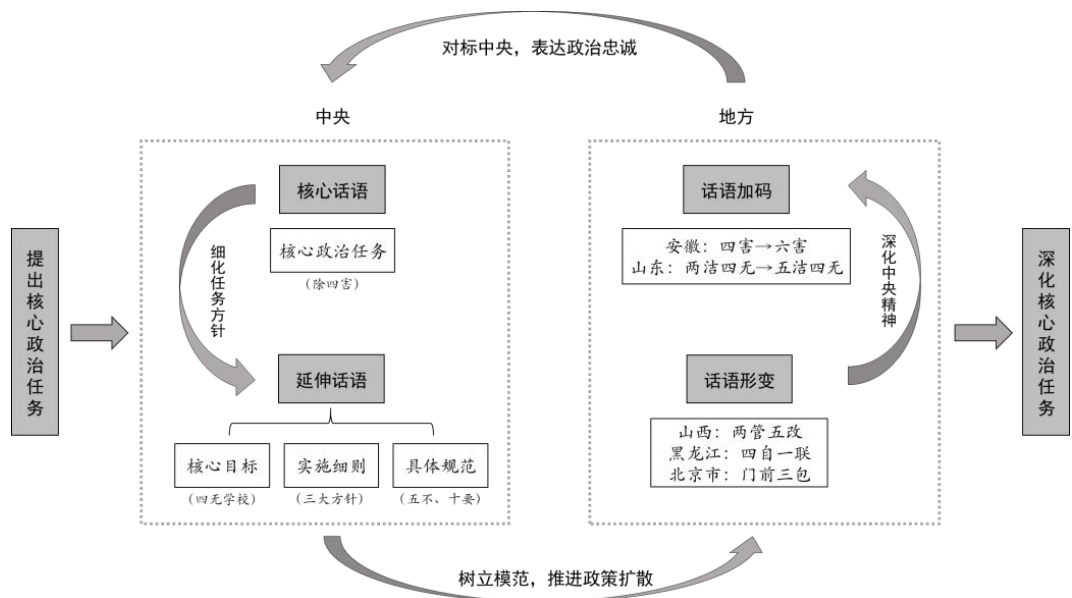 对标中央，表达政治忠诚
中央
地方
提出核心政治任务
核心话语
核心政治任务
(除四害)
细化任务方针
延伸话语
核心目标
实施细则
具体规范
(四无学校)
(三大方针)
(五不、十要)
话语加码
安徽：四害→六害
山东：两洁四无→五洁四无
深化中央精神
话语形变
山西：两管五改
黑龙江：四自一联
北京市：门前三包
深化核心政治任务
树立模范，推进政策扩散